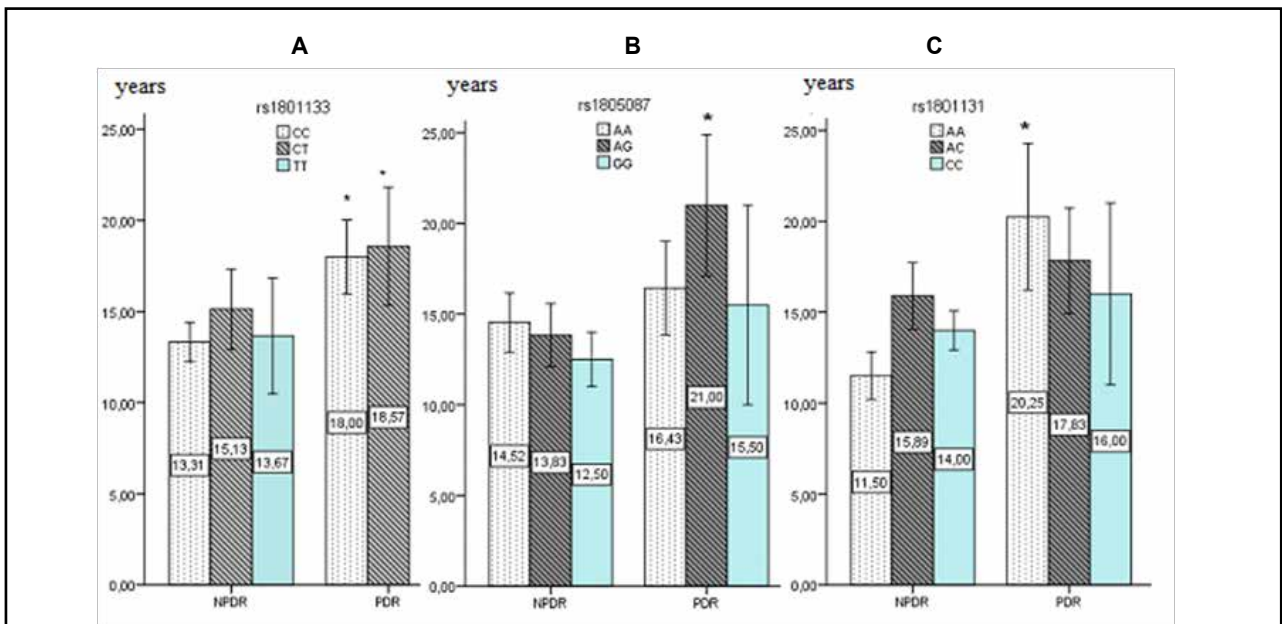 A
B
C
years
rs1801133
CC
CT
TT
25,00
20,00
15,00
10,00
5,00
0,00
*
*
13,31
15,13
13,67
18,00
18,57
NPDR
PDR
years
rs1805087
AA
AG
GG
25,00
20,00
15,00
10,00
5,00
0,00
*
14,52
13,83
12,50
16,43
21,00
15,50
NPDR
PDR
years
rs1801131
AA
AC
CC
25,00
20,00
15,00
10,00
5,00
0,00
*
11,50
15,89
14,00
20,25
17,83
16,00
NPDR
PDR